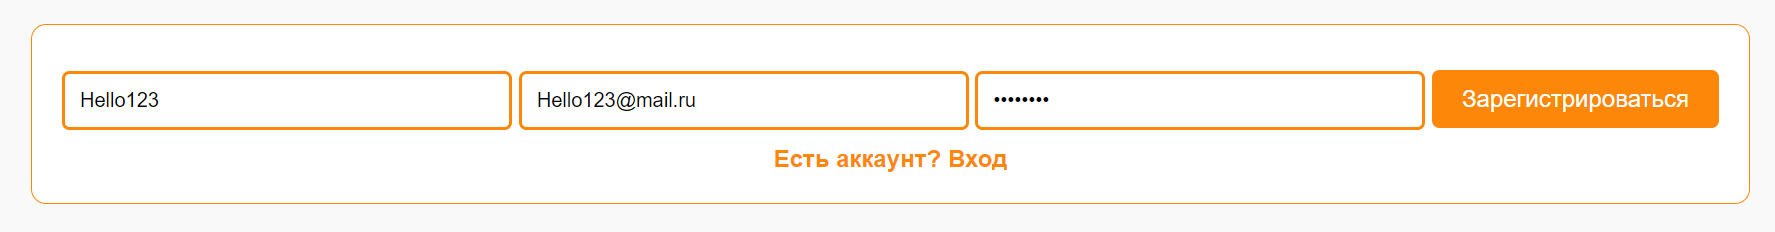 Hello123 Hello123@mail.ru •••••••• Зарегистрироваться
Есть аккаунт? Вход